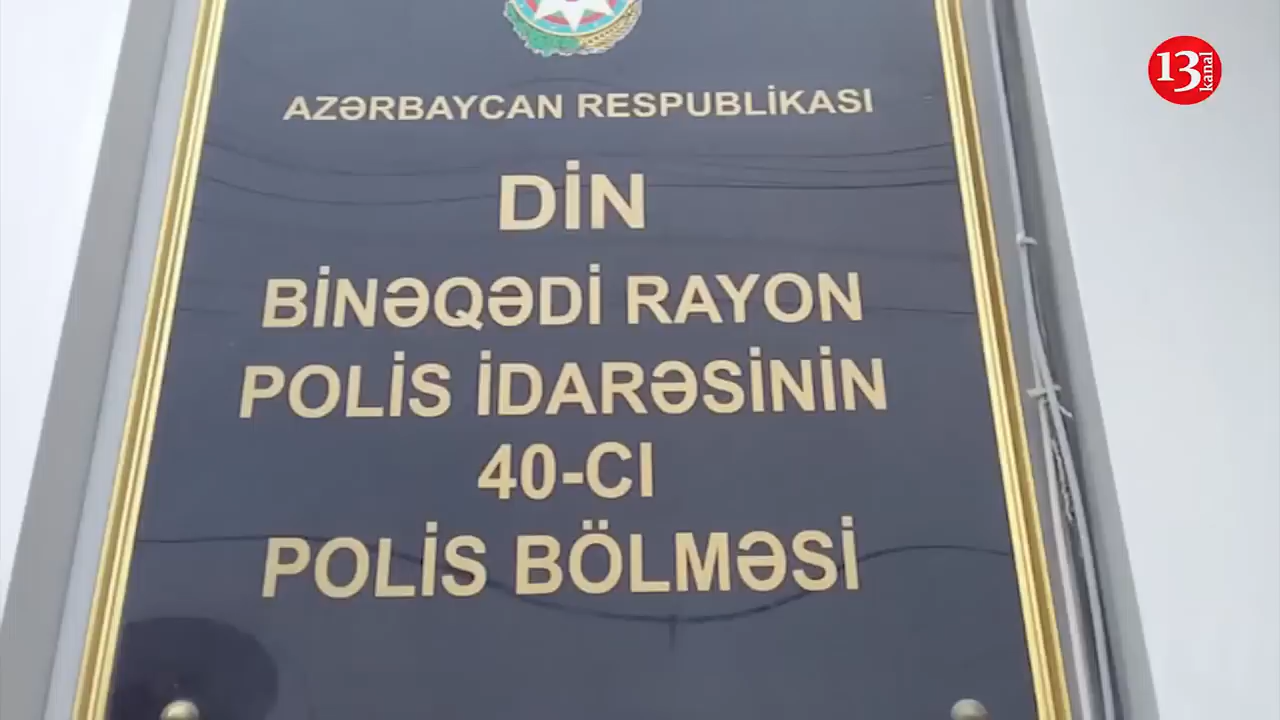 13 kanal
AZƏRBAYCAN RESPUBLİKASI
DİN
BİNƏQƏDİ RAYON
POLİS İDARƏSİNİN
40-CI
POLİS BÖLMƏSİ